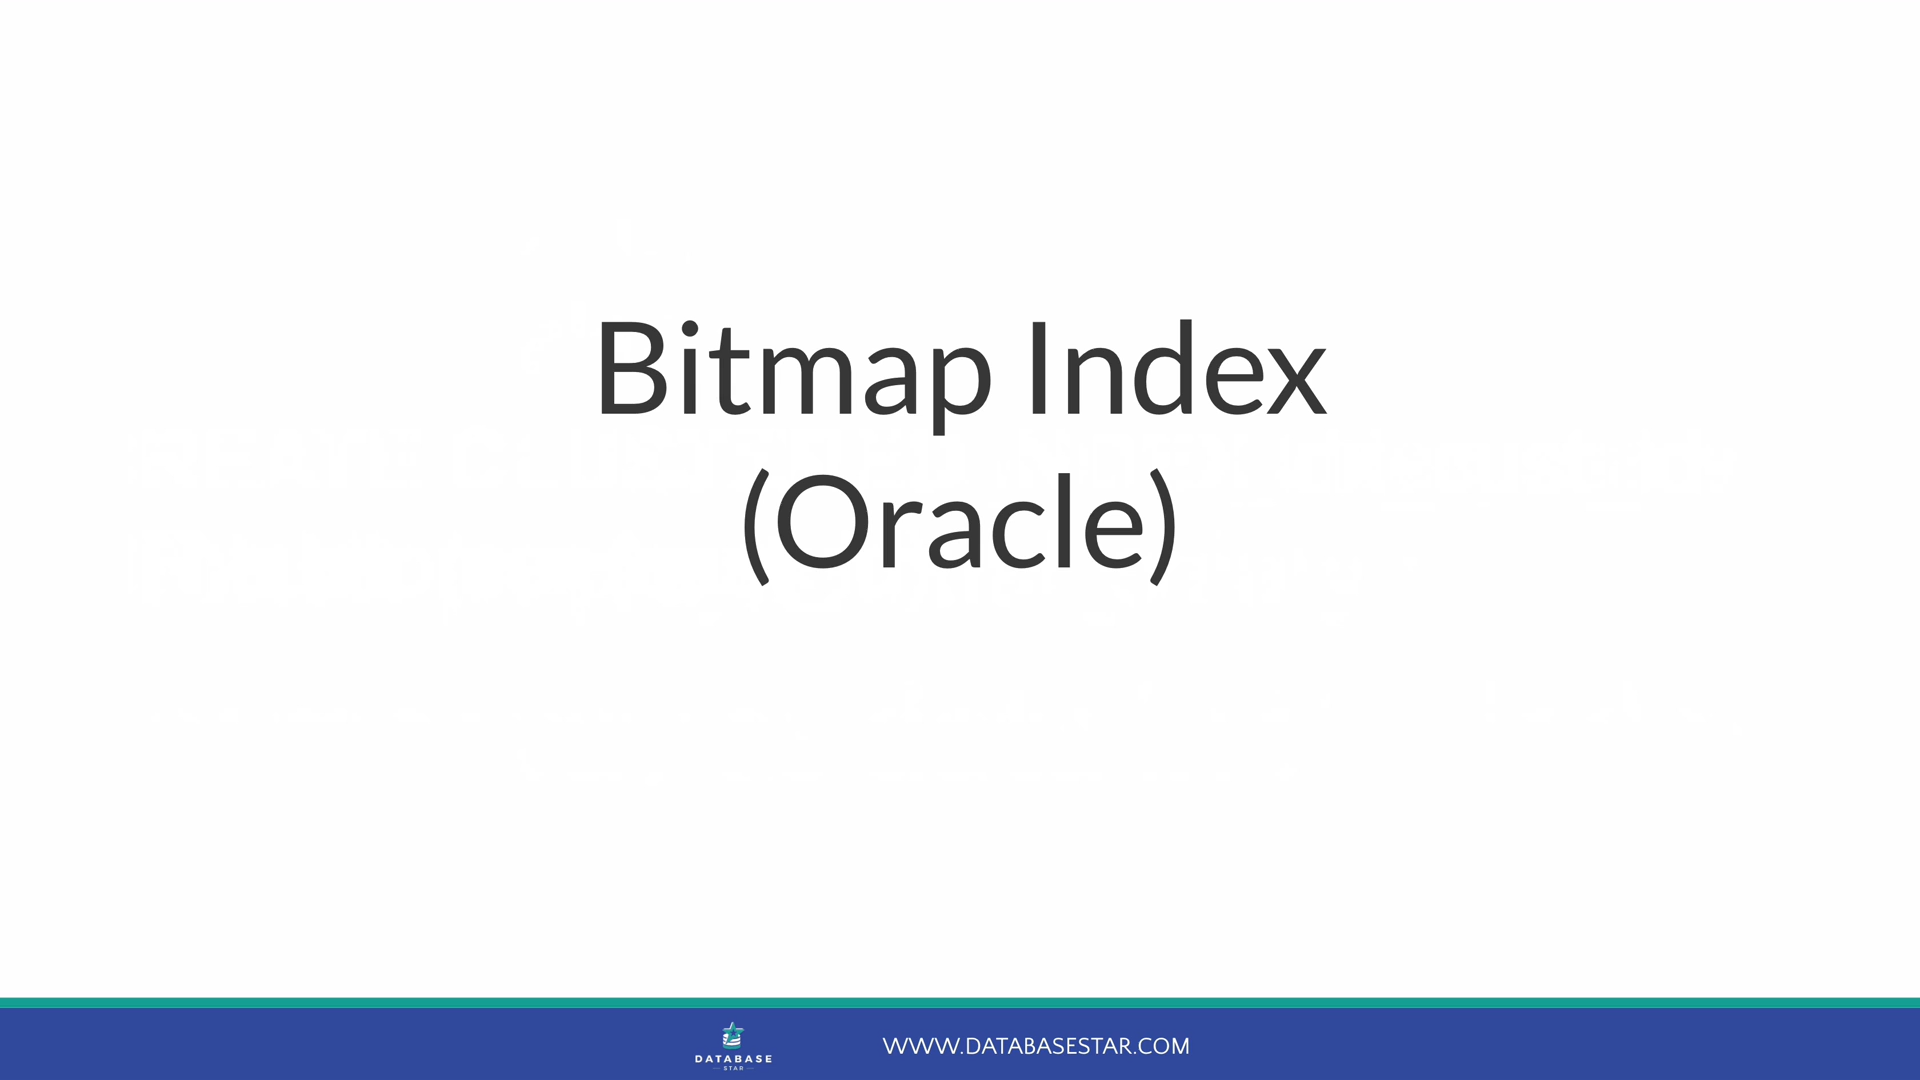 Bitmap Index
(Oracle)
DATABASE
STAR
WWW.DATABASESTAR.COM